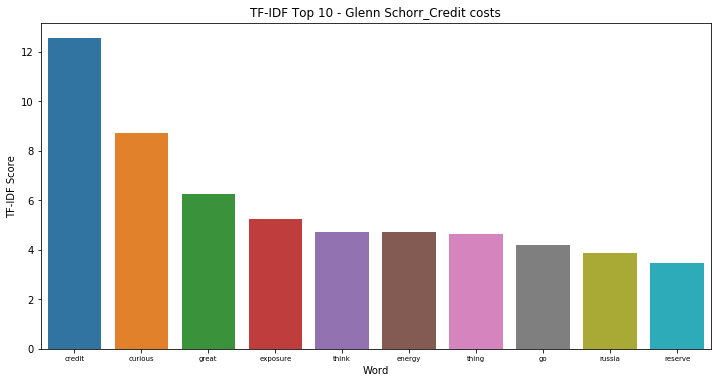 TF-IDF Top 10 - Glenn Schorr_Credit costs
TF-IDF Score
12
10
8
6
4
2
0
credit curious great exposure think energy thing go russia reserve
Word